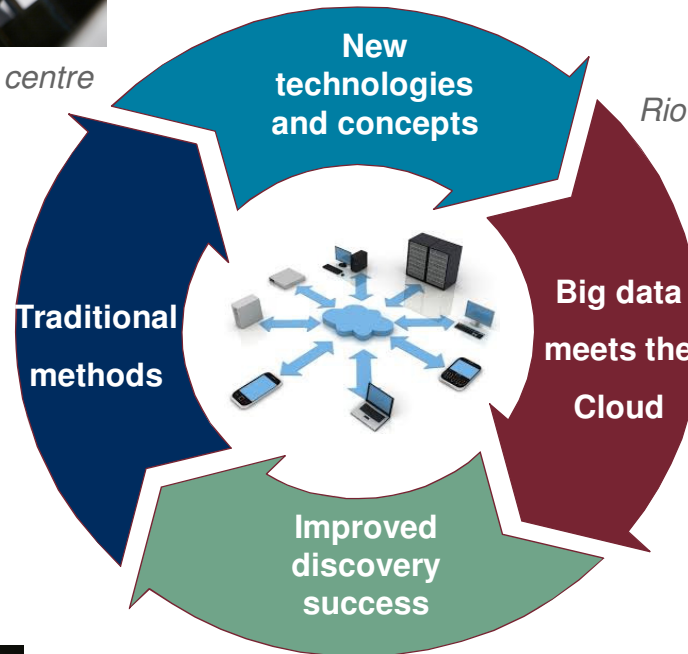 centre
New
technologies
and concepts
Rio
Big data
meets the
Cloud
Traditional
methods
Improved
discovery
success